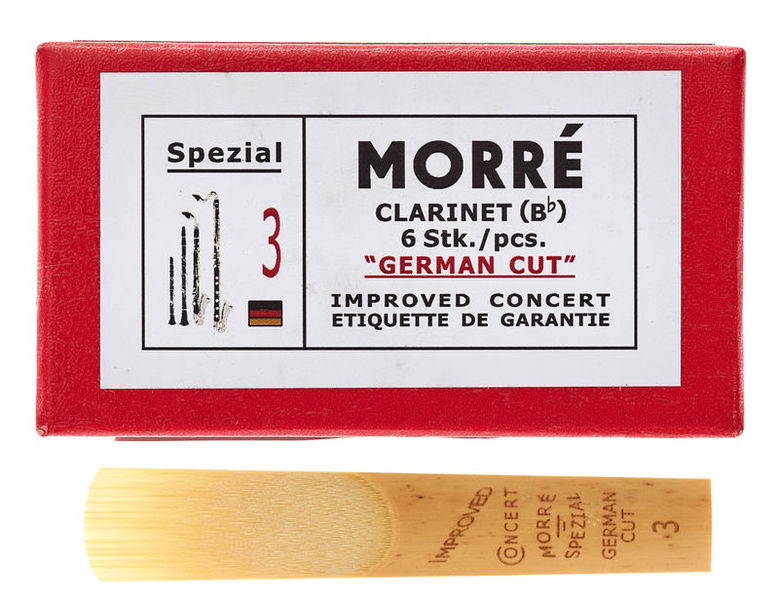 Spezial
3
MORRÉ
CLARINET (B♭)
6 Stk./pcs.
"GERMAN CUT"
IMPROVED CONCERT
ETIQUETTE DE GARANTIE
IMPROVED
CONCERT
MORRÉ
SPEZIAL
GERMAN
CUT
3